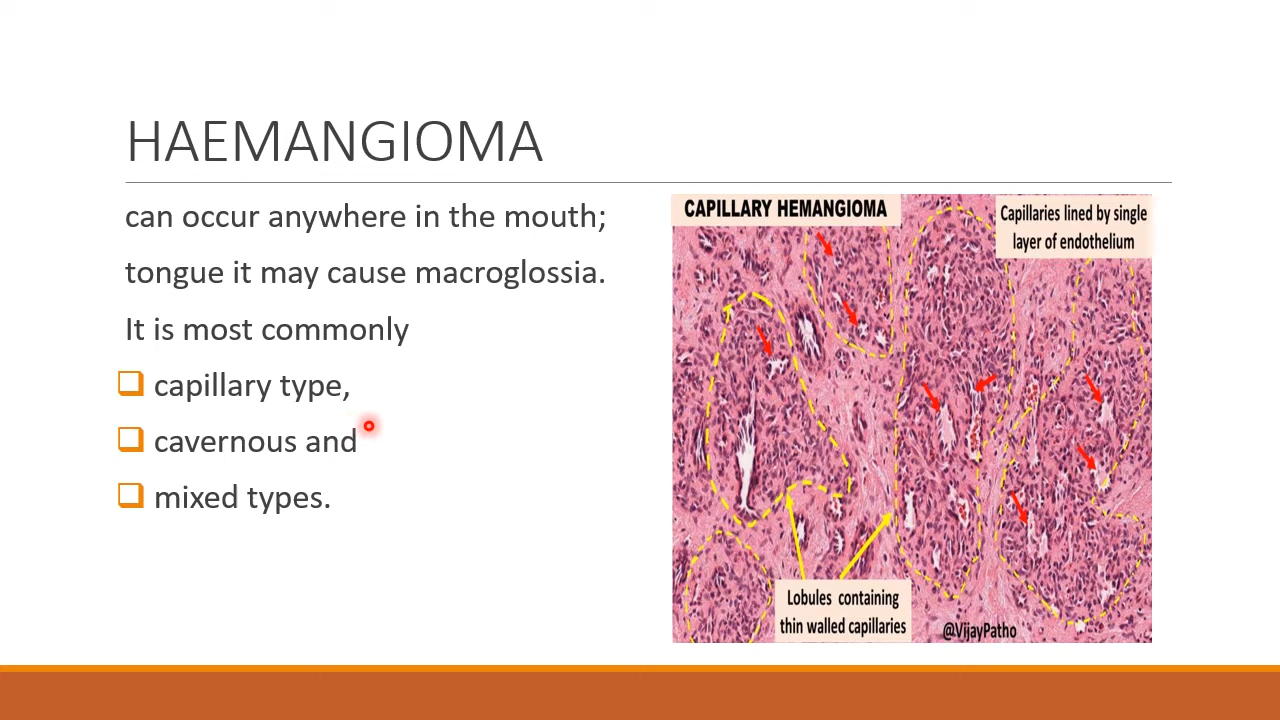 HAEMANGIOMA
can occur anywhere in the mouth;
tongue it may cause macroglossia.
It is most commonly
capillary type,
cavernous and
mixed types.
CAPILLARY HEMANGIOMA
Capillaries lined by single
layer of endothelium
Lobules containing
thin walled capillaries
@VijayPatho